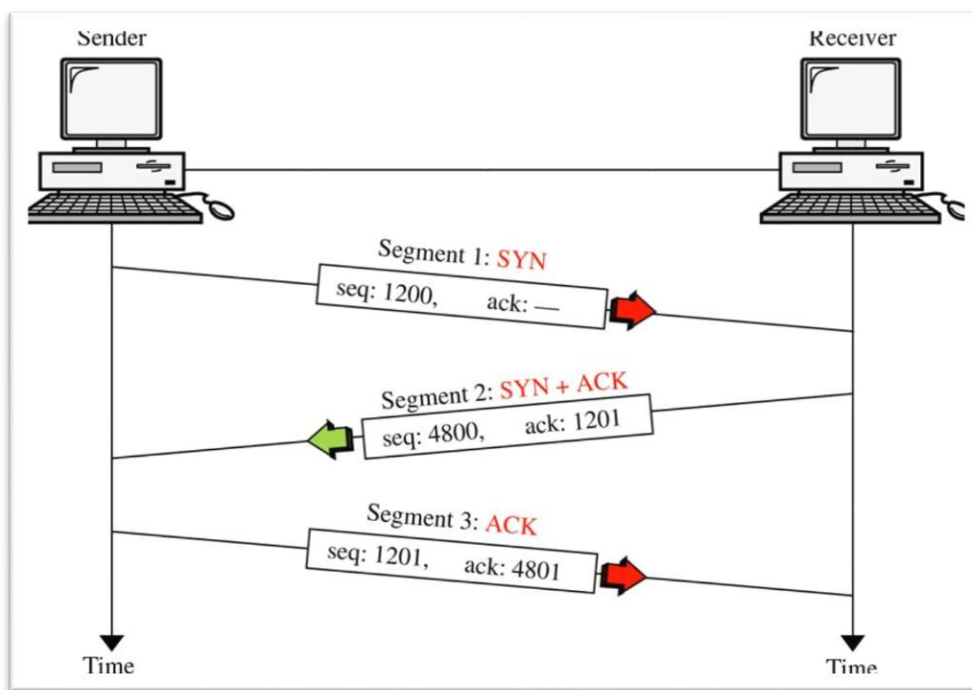 Sender
Receiver
Segment 1: SYN
seq: 1200, ack: —
Segment 2: SYN + ACK
seq: 4800, ack: 1201
Segment 3: ACK
seq: 1201, ack: 4801
Time
Time